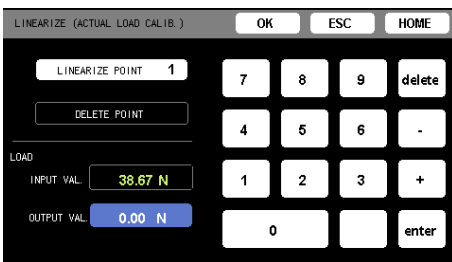 LINEARIZE (ACTUAL LOAD CALIB.) OK ESC HOME
LINEARIZE POINT 1
DELETE POINT
LOAD
INPUT VAL. 38.67 N
OUTPUT VAL. 0.00 N
7 8 9 delete
4 5 6 -
1 2 3 +
0 enter